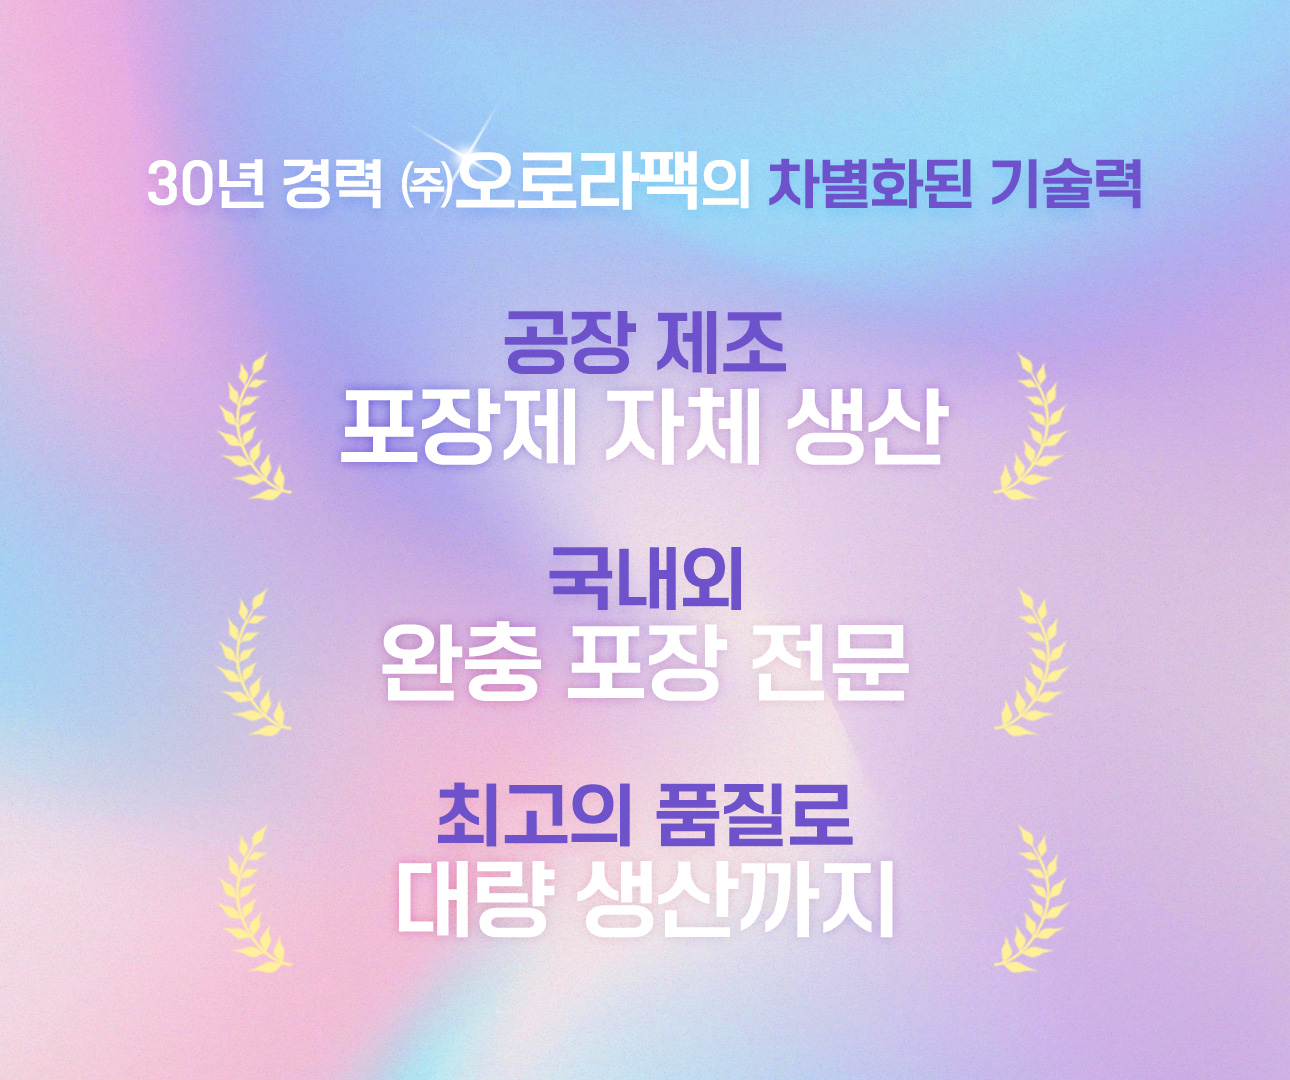 30년 경력 ㈜오로라팩의 차별화된 기술력
공장 제조
포장제 자체 생산
국내외
완충 포장 전문
최고의 품질로
대량 생산까지